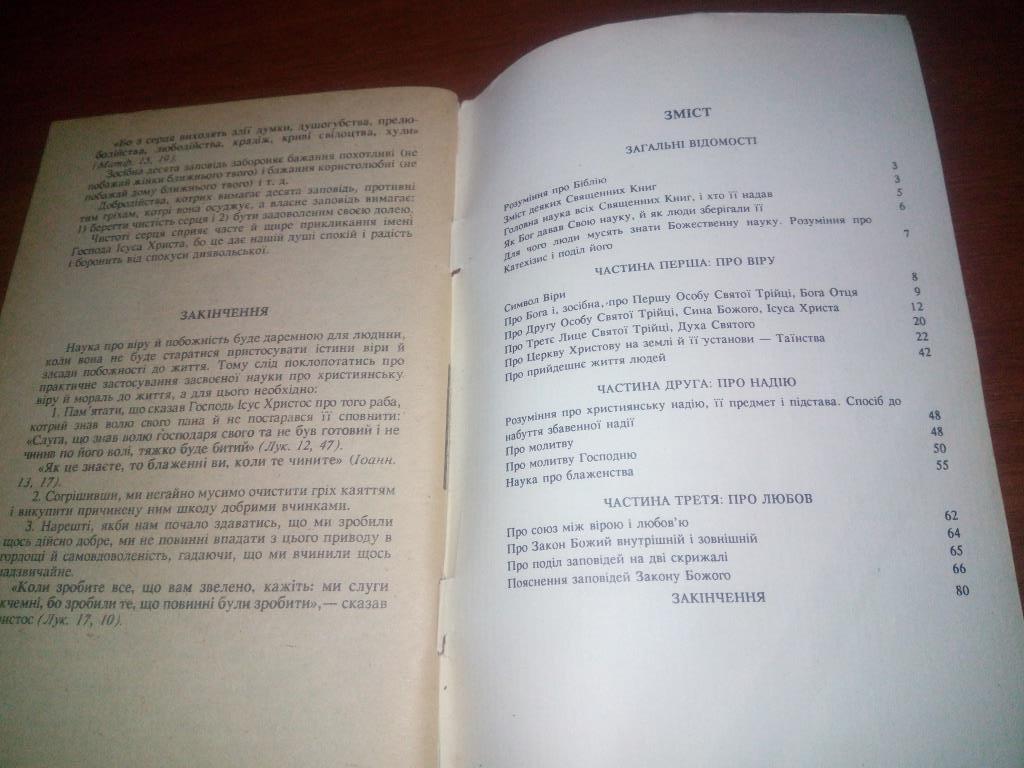 «Бо з серця виходять злії думки, душогубства, прелю-
бодійства, любодійства, крадіж, криві свідоцтва, хули»
(Матф. 15, 19).
Зосібна десята заповідь забороняє бажання похотливі (не
побажай жінки ближнього твого) і бажання користолюбні (не
побажай дому ближнього твого) і т. д.
Добродійства, котрих вимагає десята заповідь, противні
тим гріхам, котрі вона осуджує, а власне заповідь вимагає:
1) берегти чистість серця і 2) бути задоволеним своєю долею.
Чистоті серця сприяє часте й щире прикликання імені
Господа Ісуса Христа, бо це дає нашій душі спокій і радість
і боронить від спокуси диявольської.
ЗАКІНЧЕННЯ
Наука про віру й побожність буде даремною для людини,
коли вона не буде старатися пристосувати істини віри й
засади побожності до життя. Тому слід поклопотатись про
практичне застосування засвоєної науки про християнську
віру й мораль до життя, а для цього необхідно:
1. Пам'ятати, що сказав Господь Ісус Христос про того раба,
котрий знав волю свого пана й не постарався її сповнити:
«Слуга, що знав волю господаря свого та не був готовий і не
чинив по його волі, тяжко буде битий» (Лук. 12, 47).
«Як це знаєте, то блаженні ви, коли те чините» (Іоанн.
13, 17).
2. Согрішивши, ми негайно мусимо очистити гріх каяттям
і викупити причинену ним шкоду добрими вчинками.
3. Нарешті, якби нам почало здаватись, що ми зробили
щось дійсно добре, ми не повинні впадати з цього приводу в
гордощі й самовдоволеність, гадаючи, що ми вчинили щось
надзвичайне.
«Коли зробите все, що вам звелено, кажіть: ми слуги
кчемні, бо зробили те, що повинні були зробити»,— сказав
ристос (Лук. 17, 10).
ЗМІСТ
ЗАГАЛЬНІ ВІДОМОСТІ
Розуміння про Біблію 3
Зміст деяких Священних Книг 3
Головна наука всіх Священних Книг, і хто її надав 5
Як Бог давав Свою науку, й як люди зберігали її 6
Для чого люди мусять знати Божественну науку. Розуміння про
Катехізис і поділ його 7
ЧАСТИНА ПЕРША: ПРО ВІРУ
Символ Віри 8
Про Бога і, зосібна, про Першу Особу Святої Трійці, Бога Отця 9
Про Другу Особу Святої Трійці, Сина Божого, Ісуса Христа 12
Про Третє Лице Святої Трійці, Духа Святого 20
Про Церкву Христову на землі й її установи — Таїнства 22
Про прийдешнє життя людей 42
ЧАСТИНА ДРУГА: ПРО НАДІЮ
Розуміння про християнську надію, її предмет і підстава. Спосіб до
набуття збавенної надії 48
Про молитву 48
Про молитву Господню 50
Наука про блаженства 55
ЧАСТИНА ТРЕТЯ: ПРО ЛЮБОВ
Про союз між вірою і любов'ю 62
Про Закон Божий внутрішній і зовнішній 64
Про поділ заповідей на дві скрижалі 65
Пояснення заповідей Закону Божого 66
ЗАКІНЧЕННЯ 80